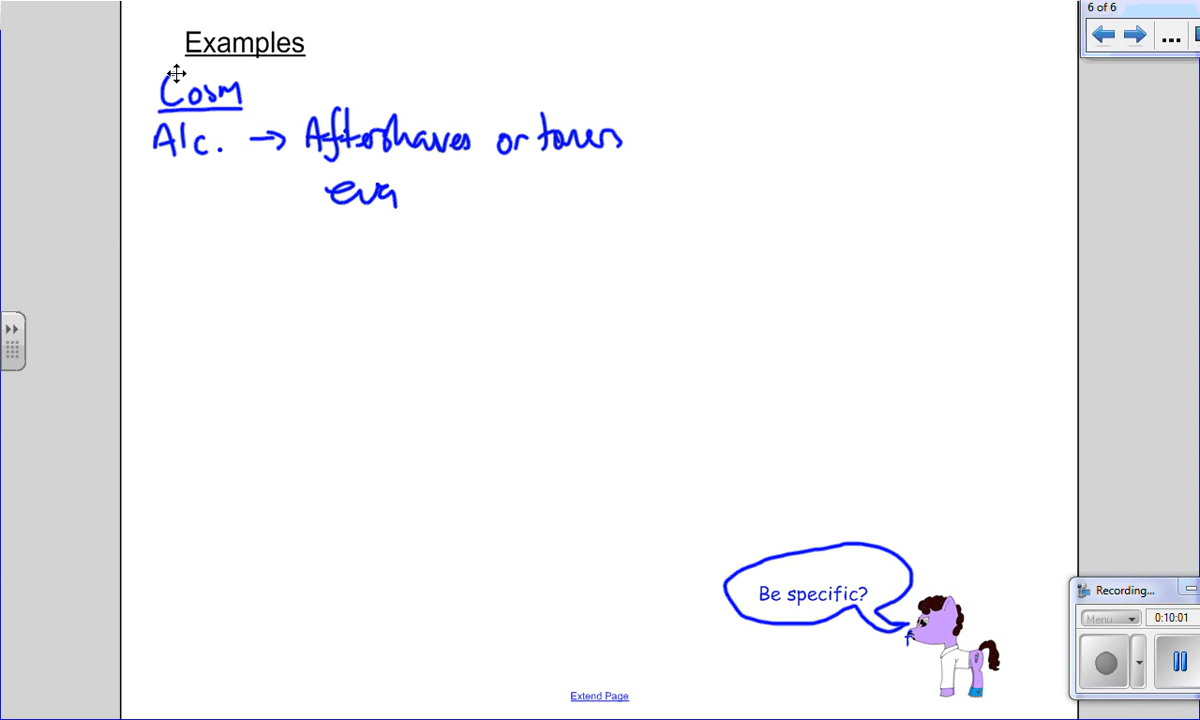 6 of 6
Examples
Cosm
Alc. → Aftershaves or toners
eva
Be specific?
Extend Page
Recording...
Menu
0:10:01